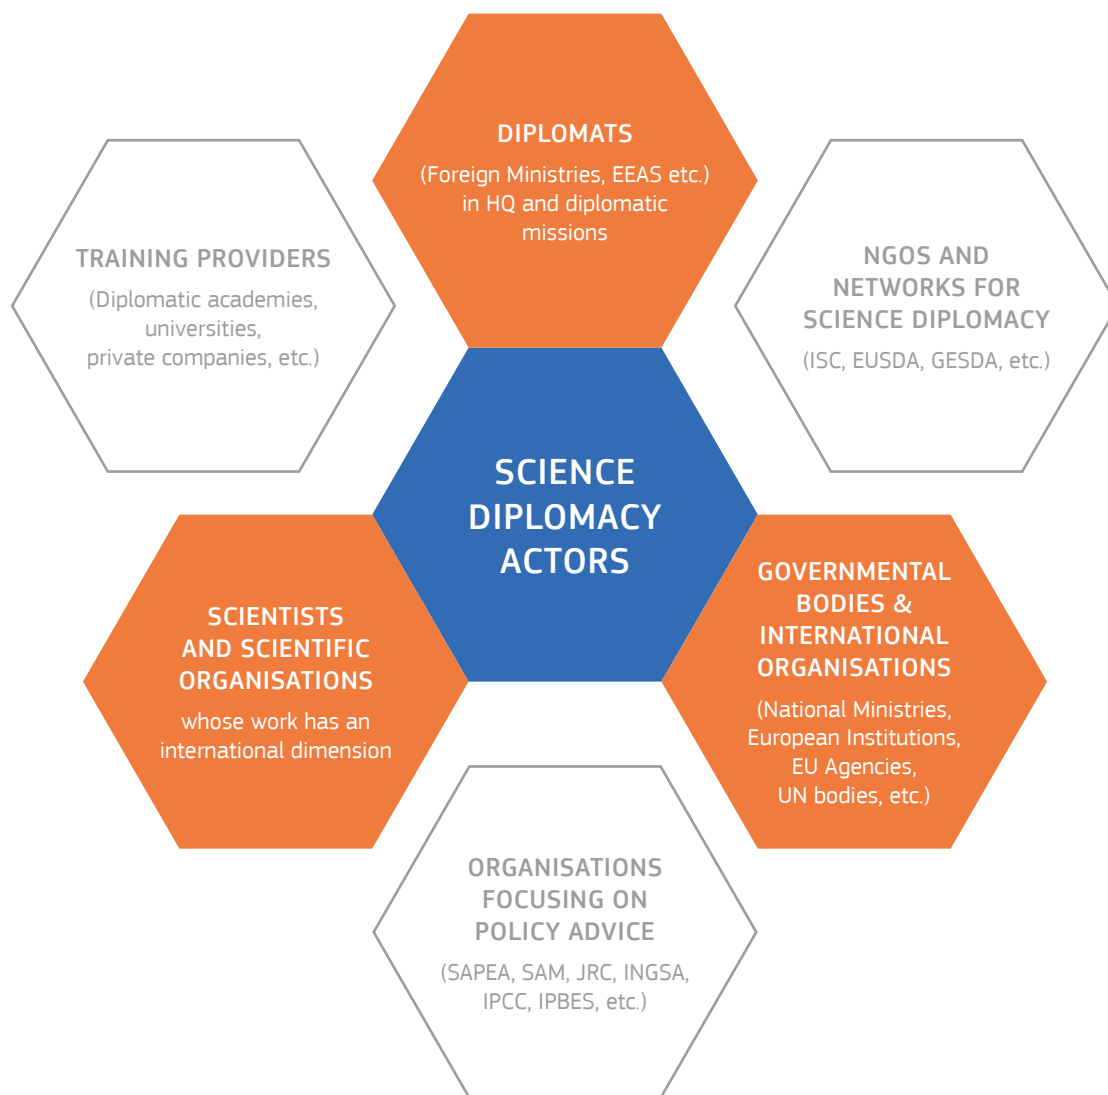 DIPLOMATS
(Foreign Ministries, EEAS etc.)
in HQ and diplomatic
missions
TRAINING PROVIDERS
(Diplomatic academies,
universities,
private companies, etc.)
NGOS AND
NETWORKS FOR
SCIENCE DIPLOMACY
(ISC, EUSDA, GESDA, etc.)
SCIENCE
DIPLOMACY
ACTORS
SCIENTISTS
AND SCIENTIFIC
ORGANISATIONS
whose work has an
international dimension
GOVERNMENTAL
BODIES &
INTERNATIONAL
ORGANISATIONS
(National Ministries,
European Institutions,
EU Agencies,
UN bodies, etc.)
ORGANISATIONS
FOCUSING ON
POLICY ADVICE
(SAPEA, SAM, JRC, INGSA,
IPCC, IPBES, etc.)